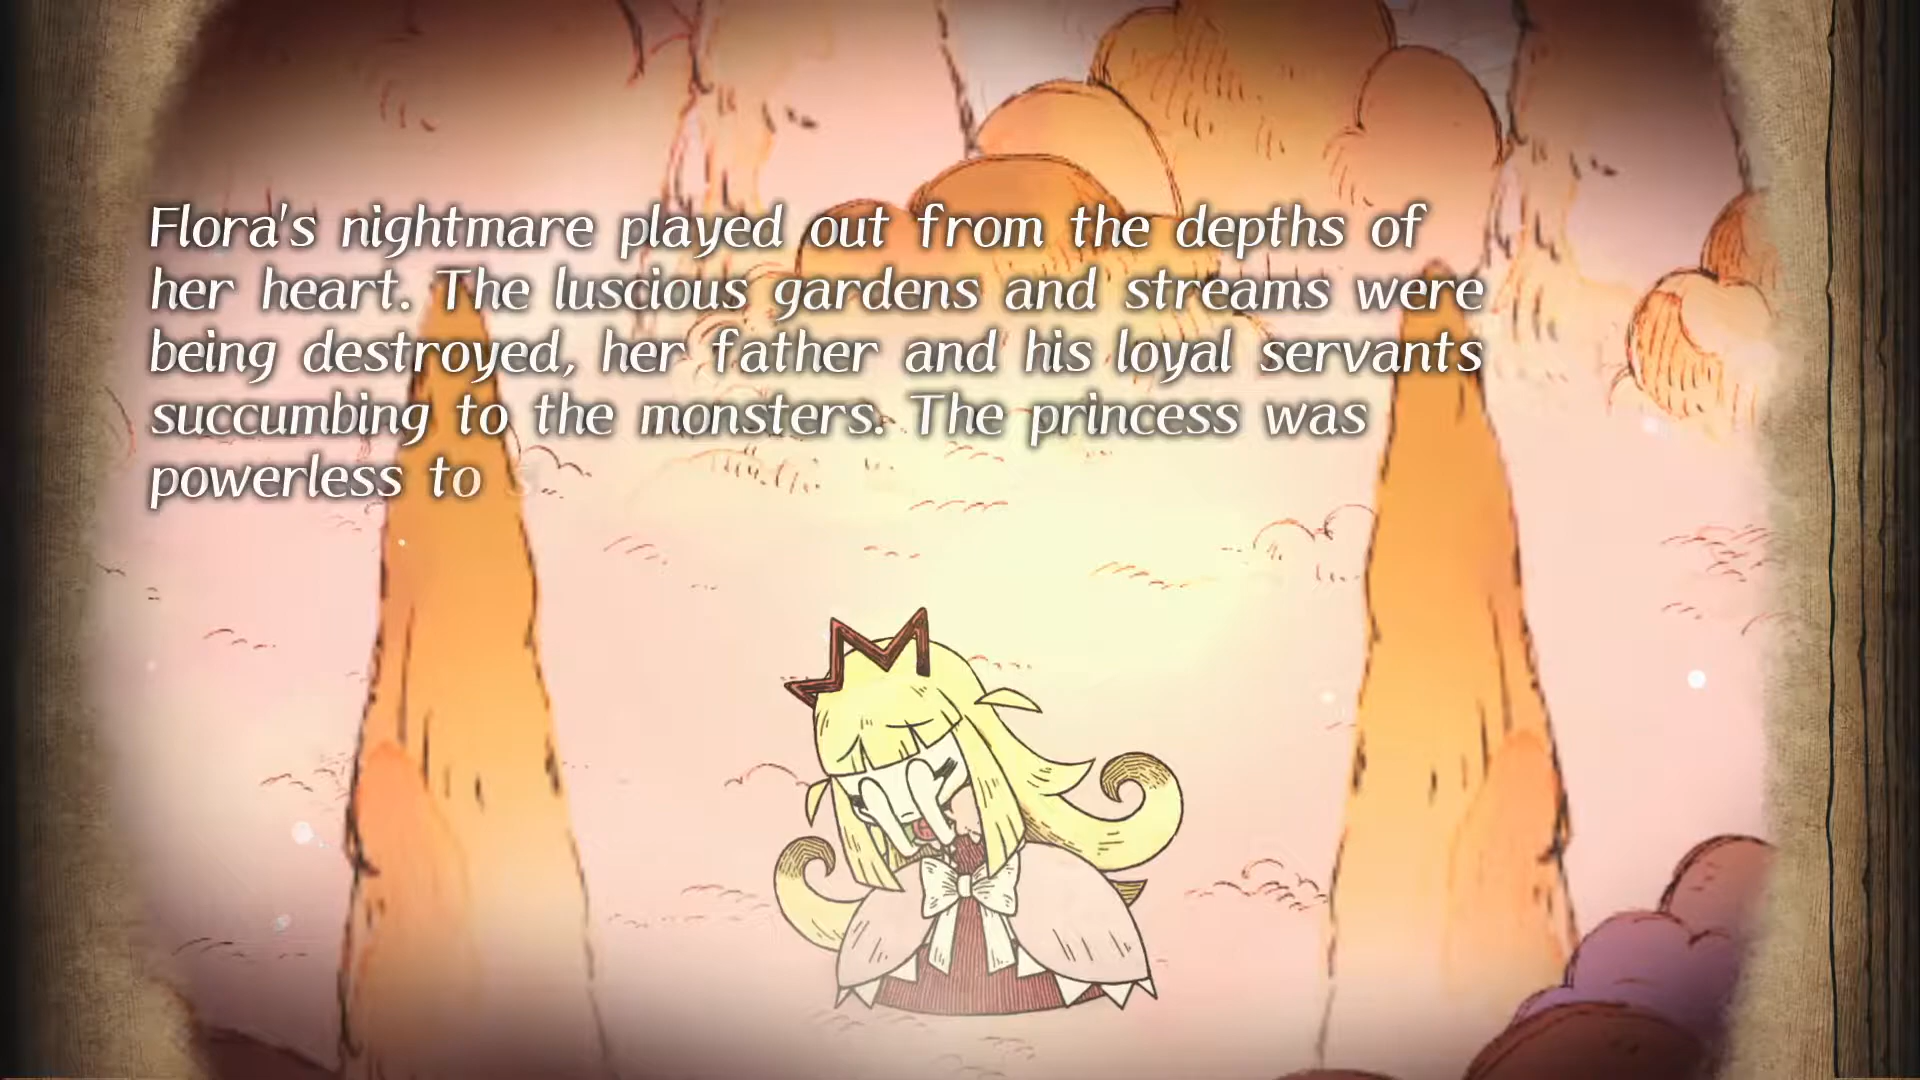 Flora's nightmare played out from the depths of
her heart. The luscious gardens and streams were
being destroyed, her father and his loyal servants
succumbing to the monsters. The princess was
powerless to